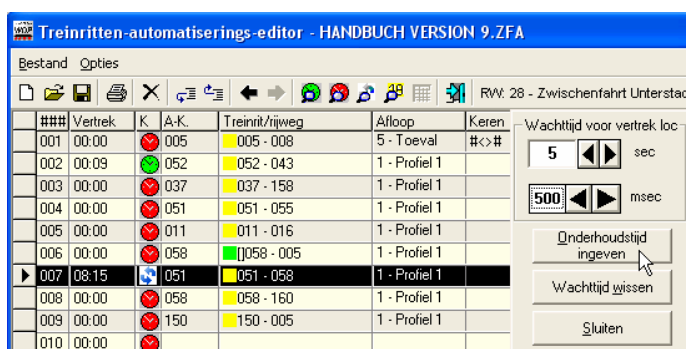 Treinritten-automatiserings-editor - HANDBUCH VERSION 9.ZFA
Bestand Opties
RW: 28 - Zwischenfahrt Unterstad
### Vertrek K A-K. Treinrit/rijweg Afloop Keren
001 00:00 005 005 - 008 5 - Toeval #<>#
002 00:09 052 052 - 043 1 - Profiel 1
003 00:00 037 037 - 158 1 - Profiel 1
004 00:00 051 051 - 055 1 - Profiel 1
005 00:00 011 011 - 016 1 - Profiel 1
006 00:00 058 []058 - 005 1 - Profiel 1
007 08:15 051 051 - 058 1 - Profiel 1
008 00:00 058 058 - 160 1 - Profiel 1
009 00:00 150 150 - 005 1 - Profiel 1
010 00:00
Wachttijd voor vertrek loc
5 sec
500 msec
Onderhoudstijd
ingeven
Wachttijd wissen
Sluiten